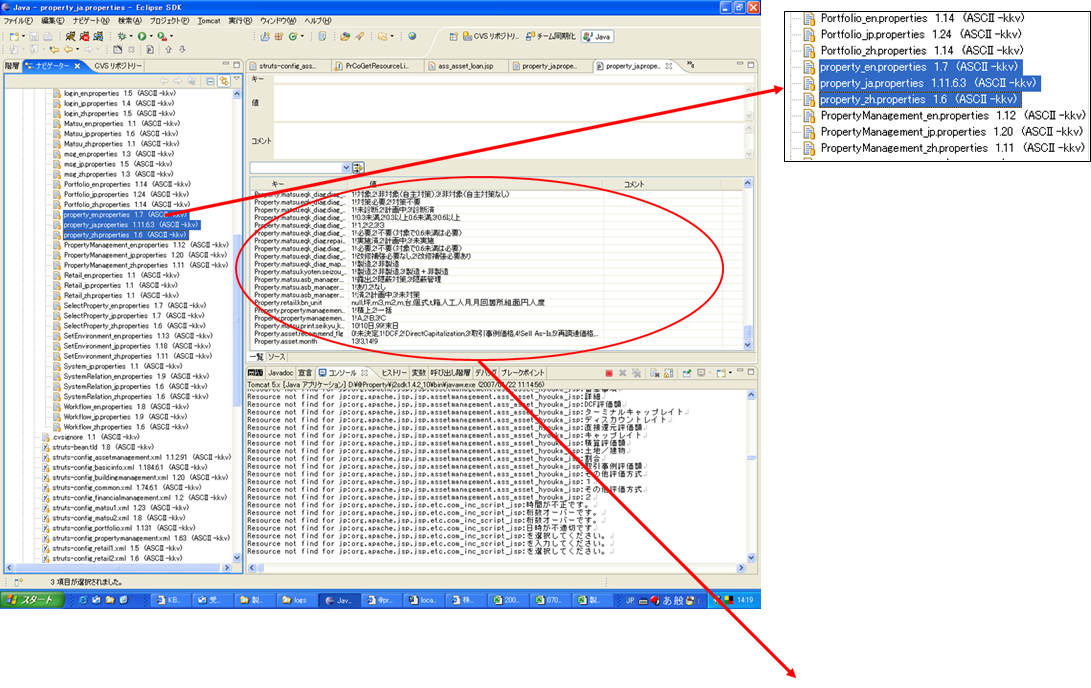 Java - property_ja.properties - Eclipse SDK
ファイル(F) 編集(E) ナビゲート(N) 検索(A) プロジェクト(P) Tomcat 実行(R) ウィンドウ(W) ヘルプ(H)
CVS リポジトリ.. チーム同期化 Java
階層 ナビゲーター CVS リポジトリー
struts-config_ass... PrCoGetResourceLi... ass_asset_loan.jsp property_ja.prope... property_ja.prope...
キー
値
コメント
キー 値 コメント
login_en.properties 1.5 (ASCII -kkv)
login_jp.properties 1.4 (ASCII -kkv)
login_zh.properties 1.5 (ASCII -kkv)
Matsu_en.properties 1.1 (ASCII -kkv)
Matsu_jp.properties 1.6 (ASCII -kkv)
Matsu_zh.properties 1.1 (ASCII -kkv)
msg_en.properties 1.3 (ASCII -kkv)
msg_jp.properties 1.5 (ASCII -kkv)
msg_zh.properties 1.3 (ASCII -kkv)
Portfolio_en.properties 1.14 (ASCII -kkv)
Portfolio_jp.properties 1.24 (ASCII -kkv)
Portfolio_zh.properties 1.14 (ASCII -kkv)
property_en.properties 1.7 (ASCII -kkv)
property_ja.properties 1.11.6.3 (ASCII -kkv)
property_zh.properties 1.6 (ASCII -kkv)
PropertyManagement_en.properties 1.12 (ASCII -kkv)
PropertyManagement_jp.properties 1.20 (ASCII -kkv)
PropertyManagement_zh.properties 1.11 (ASCII -kkv)
Retail_en.properties 1.1 (ASCII -kkv)
Retail_jp.properties 1.1 (ASCII -kkv)
Retail_zh.properties 1.1 (ASCII -kkv)
SelectProperty_en.properties 1.7 (ASCII -kkv)
SelectProperty_jp.properties 1.7 (ASCII -kkv)
SelectProperty_zh.properties 1.6 (ASCII -kkv)
SetEnvironment_en.properties 1.13 (ASCII -kkv)
SetEnvironment_jp.properties 1.18 (ASCII -kkv)
SetEnvironment_zh.properties 1.11 (ASCII -kkv)
System_jp.properties 1.1 (ASCII -kkv)
SystemRelation_en.properties 1.9 (ASCII -kkv)
SystemRelation_jp.properties 1.6 (ASCII -kkv)
SystemRelation_zh.properties 1.6 (ASCII -kkv)
Workflow_en.properties 1.8 (ASCII -kkv)
Workflow_jp.properties 1.9 (ASCII -kkv)
Workflow_zh.properties 1.6 (ASCII -kkv)
.cvsignore 1.1 (ASCII -kkv)
struts-bean.tld 1.8 (ASCII -kkv)
struts-config_assetmanagement.xml 1.1.2.91 (ASCII -kkv)
struts-config_basicinfo.xml 1.184.6.1 (ASCII -kkv)
struts-config_buildingmanagement.xml 1.20 (ASCII -kkv)
struts-config_common.xml 1.74.6.1 (ASCII -kkv)
struts-config_financialmanagement.xml 1.2 (ASCII -kkv)
struts-config_matsu1.xml 1.23 (ASCII -kkv)
struts-config_matsu2.xml 1.8 (ASCII -kkv)
struts-config_portfolio.xml 1.131 (ASCII -kkv)
struts-config_propertymanagement.xml 1.63 (ASCII -kkv)
struts-config_retail1.xml 1.5 (ASCII -kkv)
struts-config_retail2.xml 1.6 (ASCII -kkv)
Property.matsu.eqk_diag.diag_... 1!対象;2!非対象(自主対策);3!非対象(自主対策なし)
Property.matsu.eqk_diag.diag_... 1!対策必要;2!対策不要
Property.matsu.eqk_diag.diag_... 1!未診断;2!計画中;3!診断済
Property.matsu.eqk_diag.diag_... 1!0.3未満;2!0.3以上0.6未満;3!0.6以上
Property.matsu.eqk_diag.diag_... 1!1;2!2;3!3
Property.matsu.eqk_diag.diag_... 1!必要;2!不要(対象で0.6未満は必要)
Property.matsu.eqk_diag.repai... 1!実施済;2!計画中;3!未実施
Property.matsu.eqk_diag.diag_... 1!必要;2!不要(対象で0.6未満は必要)
Property.matsu.eqk_diag.diag_... 1!改修補強必要なし;2!改修補強必要あり
Property.matsu.eqk_diag_map... 1!製造;2!非製造
Property.matsu.kyoten.seizou_... 1!製造;2!非製造;3!製造+非製造
Property.matsu.asb_manager... 1!露出;2!隠蔽対策;3!隠蔽管理
Property.matsu.asb_manager... 1!あり;2!なし
Property.matsu.asb_manager... 1!済;2!計画中;3!未対策
Property.retail.kbn_unit null;坪,m3,m2,m,台,個,式,t,箱,人工,人,月,月回,箇所,組,面,円,人,度
Property.propertymanagemen... 1!積上;2!一括
Property.propertymanagemen... 1!A;2!B;3!C
Property.matsu.print.seikyu_k... 10!10日;99!末日
Property.asset.recommend_flg 0!未決定;1!DCF;2!DirectCapitalization;3!取引事例価格;4!Sell As-Is;5!再調達価格...
Property.asset.month 13!3;14!9
一覧 ソース
Javadoc 宣言 コンソール ヒストリー 変数 呼び出し階層 デバッグ ブレークポイント
Tomcat 5.x [Java アプリケーション] D:¥@Property¥j2sdk1.4.2_10¥bin¥javaw.exe (2007/01/22 11:14:56)
Resource not find for jp:org.apache.jsp.jsp.assetmanagement.ass_asset_hyouka_jsp:詳細
Resource not find for jp:org.apache.jsp.jsp.assetmanagement.ass_asset_hyouka_jsp:DCF評価額
Resource not find for jp:org.apache.jsp.jsp.assetmanagement.ass_asset_hyouka_jsp:ターミナルキャップレイト
Resource not find for jp:org.apache.jsp.jsp.assetmanagement.ass_asset_hyouka_jsp:ディスカウントレイト
Resource not find for jp:org.apache.jsp.jsp.assetmanagement.ass_asset_hyouka_jsp:直接還元評価額
Resource not find for jp:org.apache.jsp.jsp.assetmanagement.ass_asset_hyouka_jsp:キャップレイト
Resource not find for jp:org.apache.jsp.jsp.assetmanagement.ass_asset_hyouka_jsp:積算評価額
Resource not find for jp:org.apache.jsp.jsp.assetmanagement.ass_asset_hyouka_jsp:土地/建物
Resource not find for jp:org.apache.jsp.jsp.assetmanagement.ass_asset_hyouka_jsp:割合
Resource not find for jp:org.apache.jsp.jsp.assetmanagement.ass_asset_hyouka_jsp:取引事例評価額
Resource not find for jp:org.apache.jsp.jsp.assetmanagement.ass_asset_hyouka_jsp:その他評価方式
Resource not find for jp:org.apache.jsp.jsp.assetmanagement.ass_asset_hyouka_jsp:1
Resource not find for jp:org.apache.jsp.jsp.assetmanagement.ass_asset_hyouka_jsp:その他評価方式
Resource not find for jp:org.apache.jsp.jsp.assetmanagement.ass_asset_hyouka_jsp:2
Resource not find for jp:org.apache.jsp.jsp.etc.com_inc_script_jsp:時間が不正です。
Resource not find for jp:org.apache.jsp.jsp.etc.com_inc_script_jsp:桁数オーバーです。
Resource not find for jp:org.apache.jsp.jsp.etc.com_inc_script_jsp:桁数オーバーです。
Resource not find for jp:org.apache.jsp.jsp.etc.com_inc_script_jsp:日時が不適切です
Resource not find for jp:org.apache.jsp.jsp.etc.com_inc_script_jsp:を選択してください。
Resource not find for jp:org.apache.jsp.jsp.etc.com_inc_script_jsp:を入力してください。
Resource not find for jp:org.apache.jsp.jsp.etc.com_inc_script_jsp:を選択してください。
3 項目が選択されました。
スタート KB... 受... 製... logs Jav... @pr... loca... 株... 200... 070... 製... JP あ 般 14:19
Portfolio_en.properties 1.14 (ASCII -kkv)
Portfolio_jp.properties 1.24 (ASCII -kkv)
Portfolio_zh.properties 1.14 (ASCII -kkv)
property_en.properties 1.7 (ASCII -kkv)
property_ja.properties 1.11.6.3 (ASCII -kkv)
property_zh.properties 1.6 (ASCII -kkv)
PropertyManagement_en.properties 1.12 (ASCII -kkv)
PropertyManagement_jp.properties 1.20 (ASCII -kkv)
PropertyManagement_zh.properties 1.11 (ASCII -kkv)